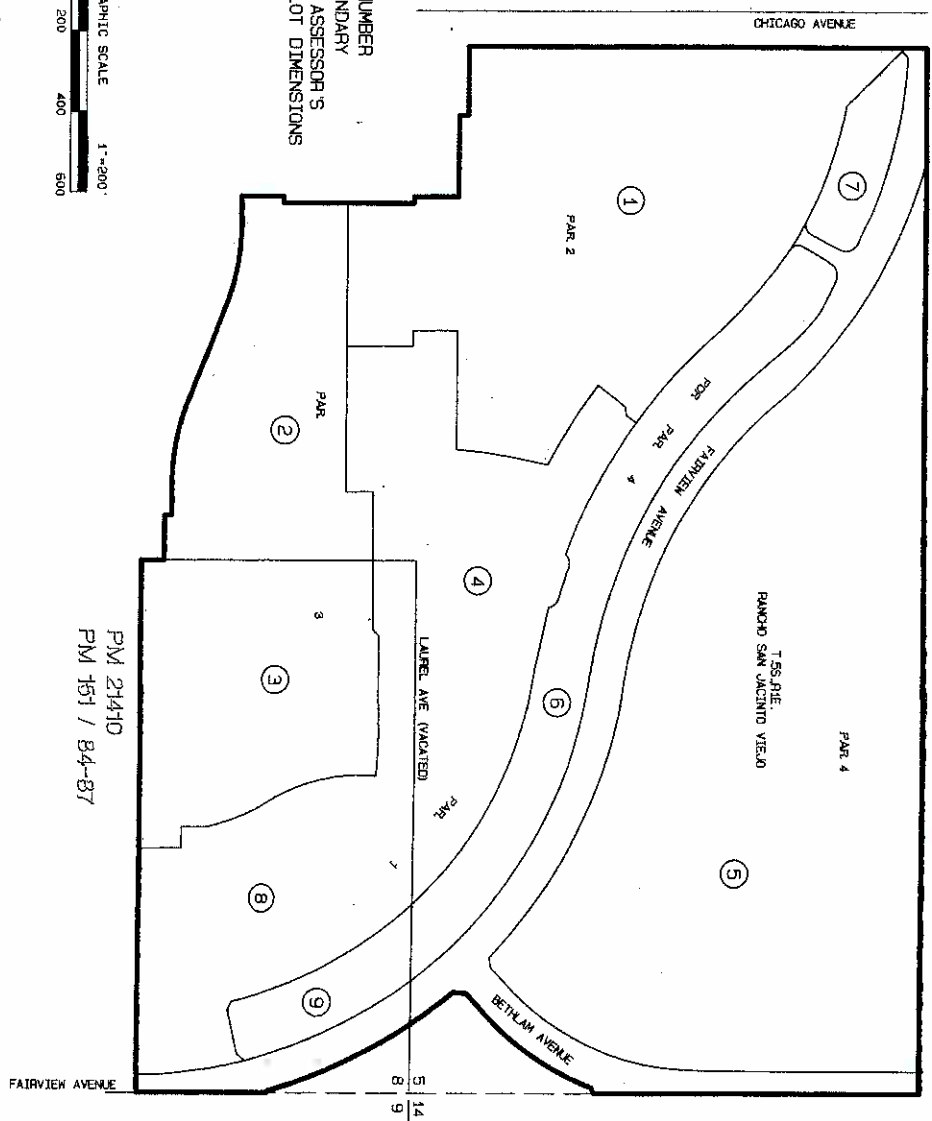 CHICAGO AVENUE
UMBER
NDARY
ASSESSOR'S
LOT DIMENSIONS
APHIC SCALE 1"=200'
200 400 600
1
PAR. 2
7
2
PAR.
POR PAR 4
FAIRVIEW AVENUE
4
T.5S.,R1E.
RANCHO SAN JACINTO VIEJO
PAR. 4
5
3
3
LAUREL AVE (VACATED)
6
PAR
1
8
9
BETHLAM AVENUE
PM 21410
PM 151 / 84-87
FAIRVIEW AVENUE
8 5
9 14